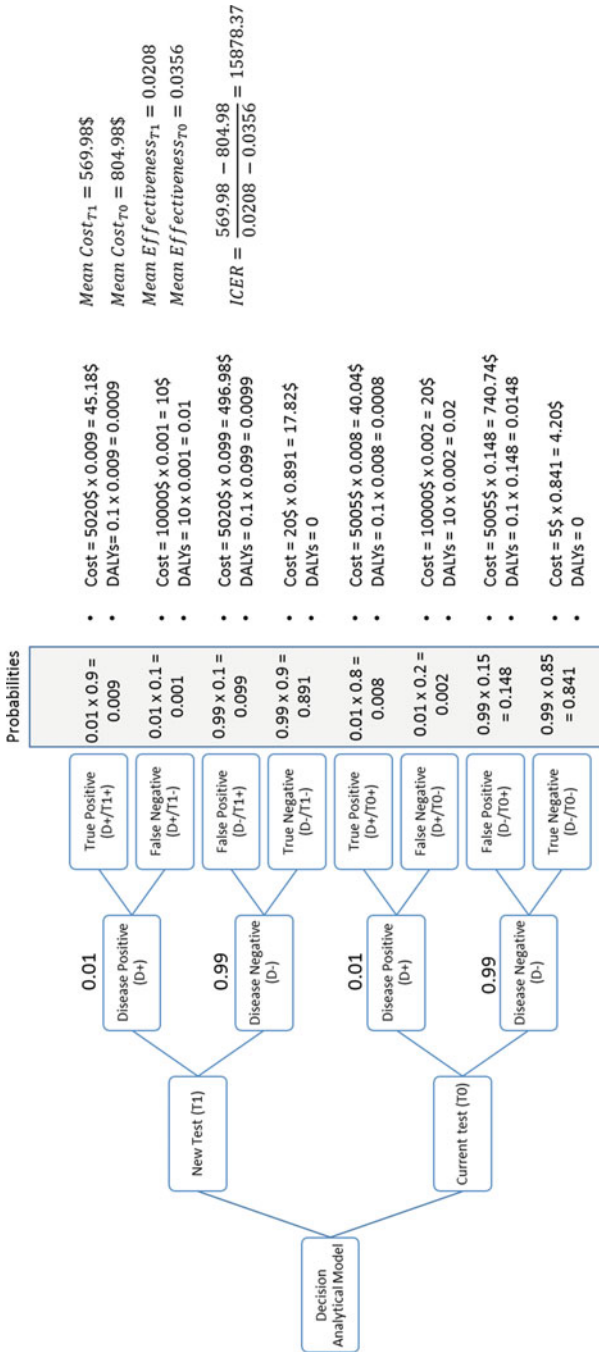 Decision
Analytical Model
New Test (T1)
Current test (T0)
0.01
Disease Positive
(D+)
0.99
Disease Negative
(D-)
0.01
Disease Positive
(D+)
0.99
Disease Negative
(D-)
True Positive
(D+/T1+)
False Negative
(D+/T1-)
False Positive
(D-/T1+)
True Negative
(D-/T1-)
True Positive
(D+/T0+)
False Negative
(D+/T0-)
False Positive
(D-/T0+)
True Negative
(D-/T0-)
Probabilities
0.01 x 0.9 =
0.009
0.01 x 0.1 =
0.001
0.99 x 0.1 =
0.099
0.99 x 0.9 =
0.891
0.01 x 0.8 =
0.008
0.01 x 0.2 =
0.002
0.99 x 0.15
= 0.148
0.99 x 0.85
= 0.841
• Cost = 5020$ x 0.009 = 45.18$
• DALYs= 0.1 x 0.009 = 0.0009
• Cost = 10000$ x 0.001 = 10$
• DALYs = 10 x 0.001 = 0.01
• Cost = 5020$ x 0.099 = 496.98$
• DALYs= 0.1 x 0.099 = 0.0099
• Cost = 20$ x 0.891 = 17.82$
• DALYs = 0
• Cost = 5005$ x 0.008 = 40.04$
• DALYs = 0.1 x 0.008 = 0.0008
• Cost = 10000$ x 0.002 = 20$
• DALYs = 10 x 0.002 = 0.02
• Cost = 5005$ x 0.148 = 740.74$
• DALYs = 0.1 x 0.148 = 0.0148
• Cost = 5$ x 0.841 = 4.20$
• DALYs = 0
Mean Cost_T1 = 569.98$
Mean Cost_T0 = 804.98$
Mean Effectiveness_T1 = 0.0208
Mean Effectiveness_T0 = 0.0356
569.98 − 804.98
ICER = ――― = 15878.37
0.0208 − 0.0356